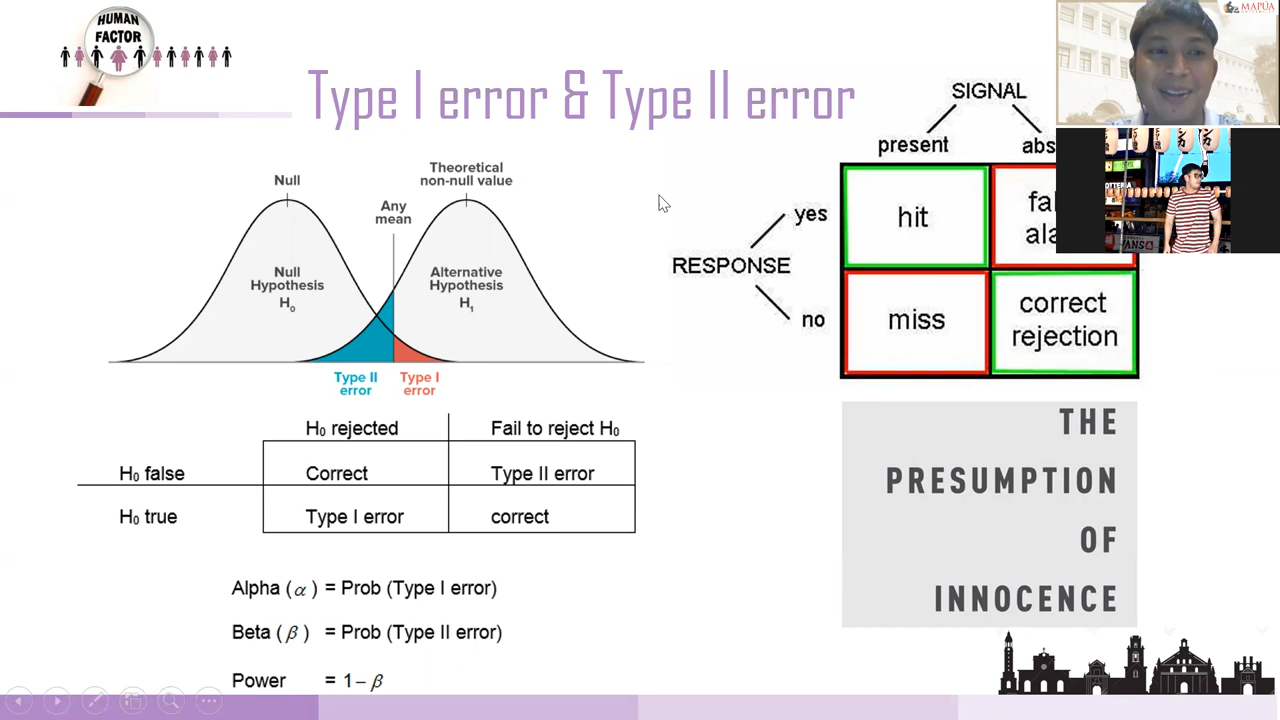 HUMAN
FACTOR
Type I error & Type II error
Null
Theoretical
non-null value
Any
mean
Null
Hypothesis
H₀
Alternative
Hypothesis
H₁
Type II
error
Type I
error
H₀ rejected
Fail to reject H₀
H₀ false
Correct
Type II error
H₀ true
Type I error
correct
Alpha (α) = Prob (Type I error)
Beta (β) = Prob (Type II error)
Power = 1−β
SIGNAL
present
abs
RESPONSE
yes
no
hit
fal
ala
miss
correct
rejection
THE
PRESUMPTION
OF
INNOCENCE
MAPÚA